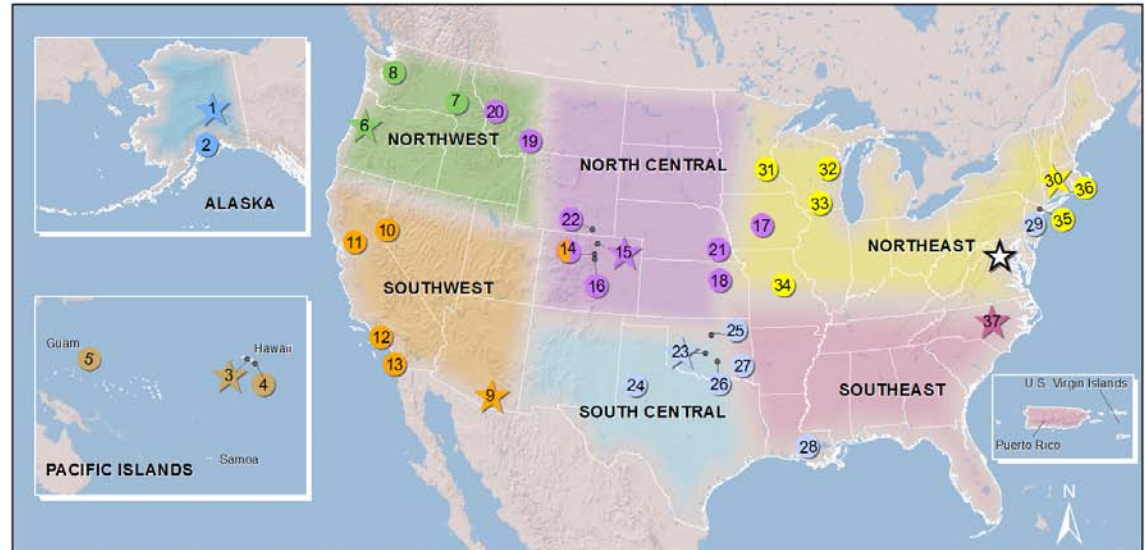 8
7
20
1
6
NORTHWEST
19
2
NORTH CENTRAL
31
32
30
36
ALASKA
33
22
17
29
35
10
11
NORTHEAST
14
15
21
SOUTHWEST
16
18
34
37
25
12
23
27
Guam
5
Hawaii
13
3
4
24
26
9
SOUTHEAST
U.S. Virgin Islands
SOUTH CENTRAL
28
Puerto Rico
Samoa
PACIFIC ISLANDS
N